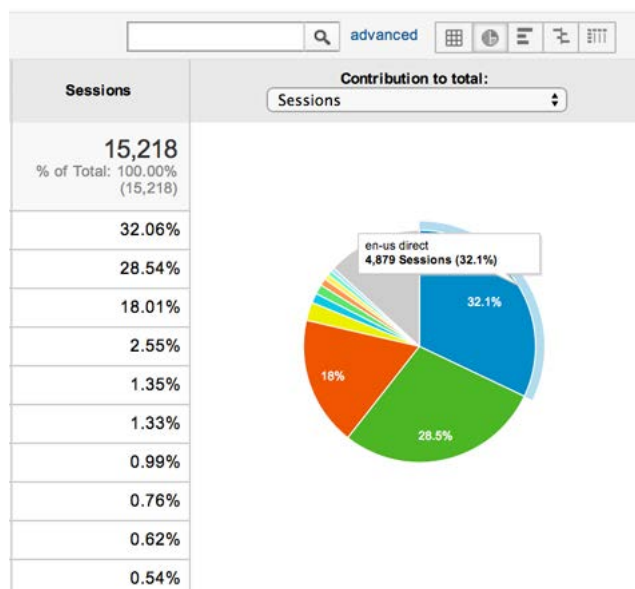 advanced
Sessions
Contribution to total:
Sessions
15,218
% of Total: 100.00%
(15,218)
32.06%
28.54%
18.01%
2.55%
1.35%
1.33%
0.99%
0.76%
0.62%
0.54%
en-us direct
4,879 Sessions (32.1%)
32.1%
18%
28.5%